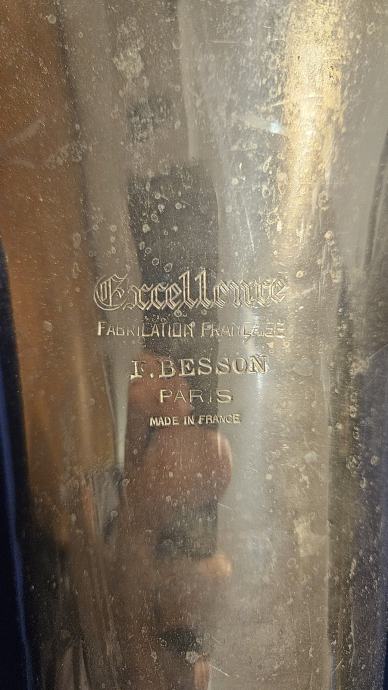 Excellence
FABRICATION FRANÇAISE
F. BESSON
PARIS
MADE IN FRANCE